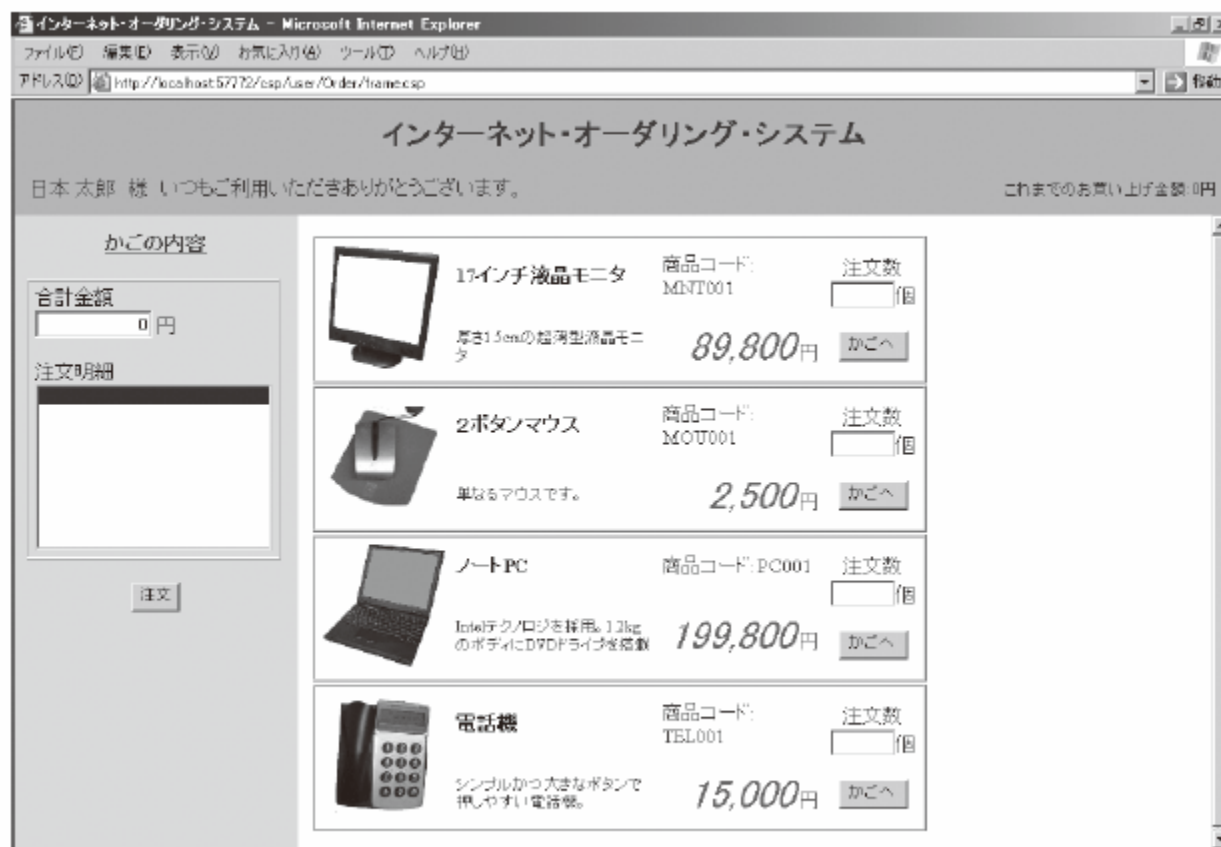 インターネット・オーダリング・システム - Microsoft Internet Explorer
ファイル(F) 編集(E) 表示(V) お気に入り(A) ツール(T) ヘルプ(H)
アドレス(D) http://localhost:57772/csp/user/Order/frame.csp 移動
インターネット・オーダリング・システム
日本 太郎 様 いつもご利用いただきありがとうございます。
これまでのお買い上げ金額:0円
かごの内容
合計金額
0 円
注文明細
注文
17インチ液晶モニタ
商品コード:
MNT001
注文数
個
厚さ1.5cmの超薄型液晶モニ
タ
89,800円
かごへ
2ボタンマウス
商品コード:
MOU001
注文数
個
単なるマウスです。
2,500円
かごへ
ノートPC
商品コード:PC001
注文数
個
Intelテクノロジを採用。1.2kg
のボディにDVDドライブを搭載
199,800円
かごへ
電話機
商品コード:
TEL001
注文数
個
シンプルかつ大きなボタンで
押しやすい電話機。
15,000円
かごへ